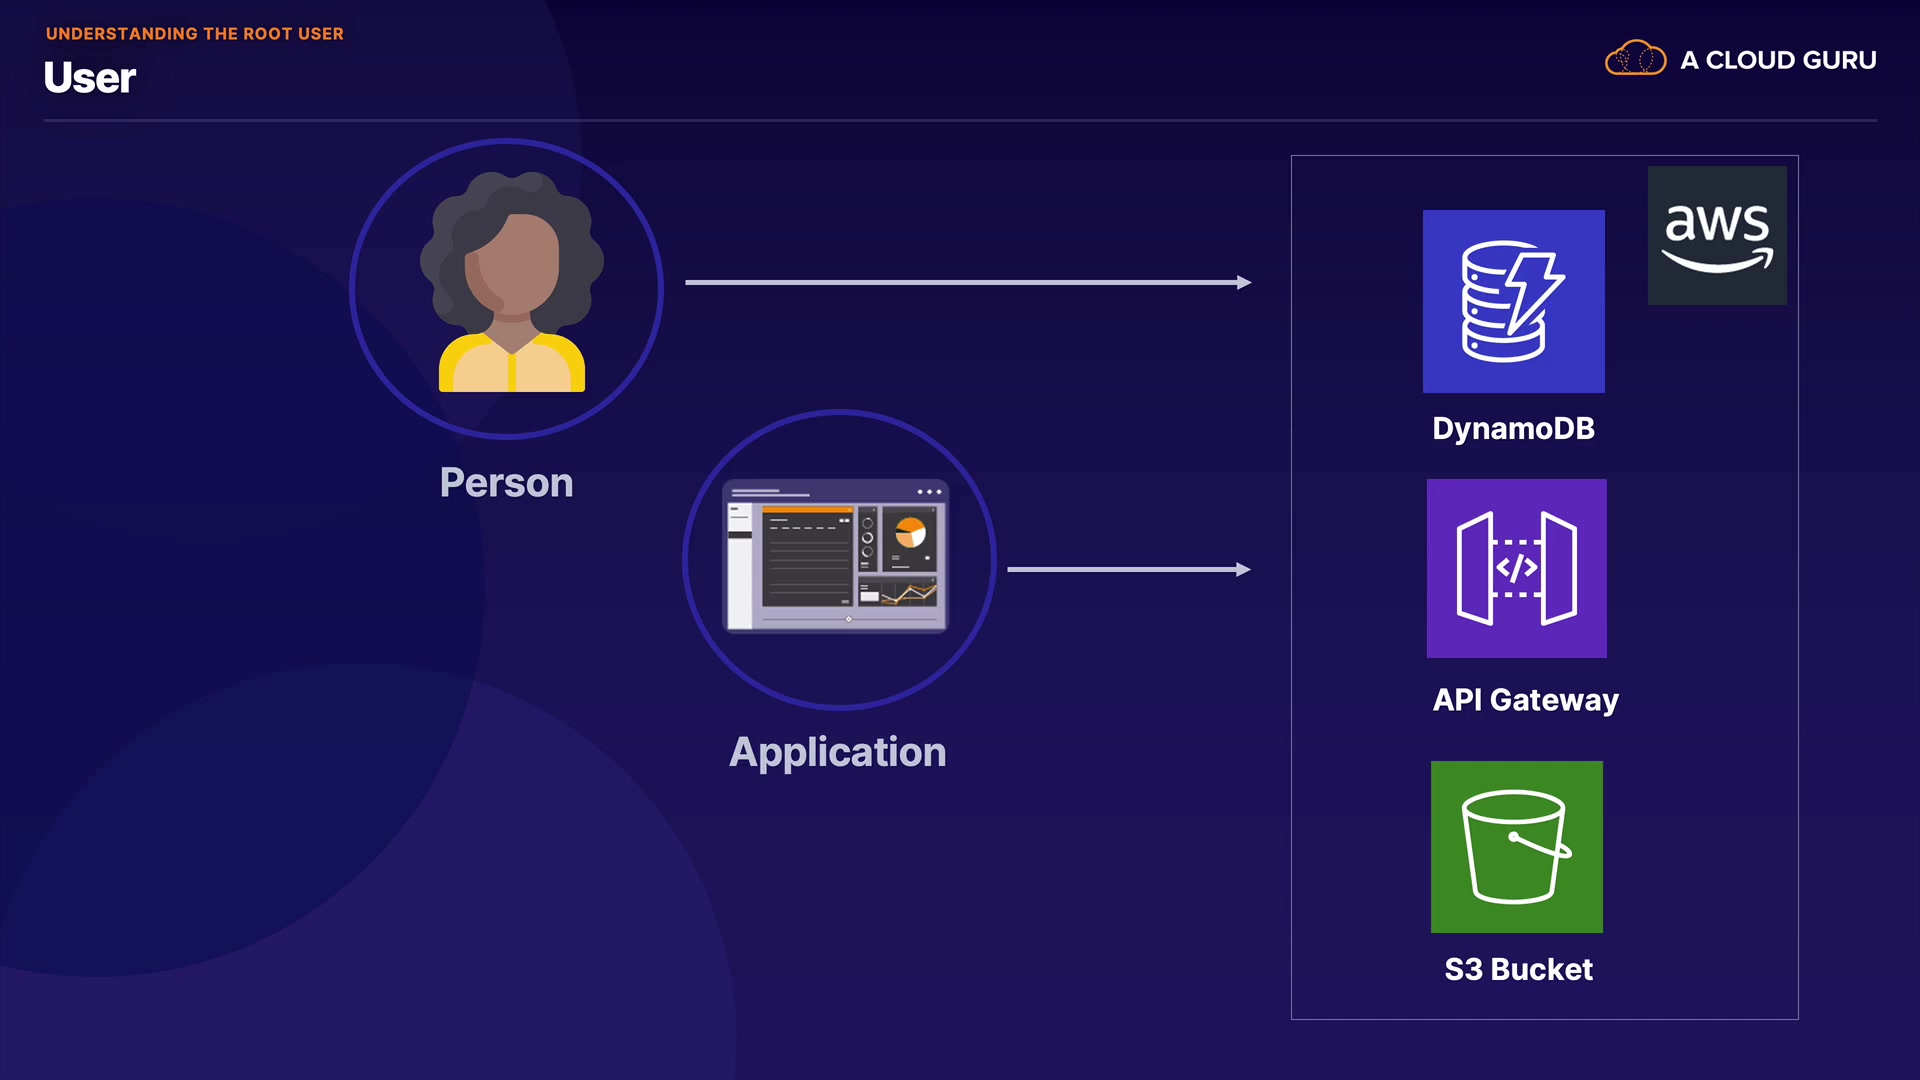 UNDERSTANDING THE ROOT USER
User
A CLOUD GURU
aws
Person
Application
DynamoDB
</>
API Gateway
S3 Bucket